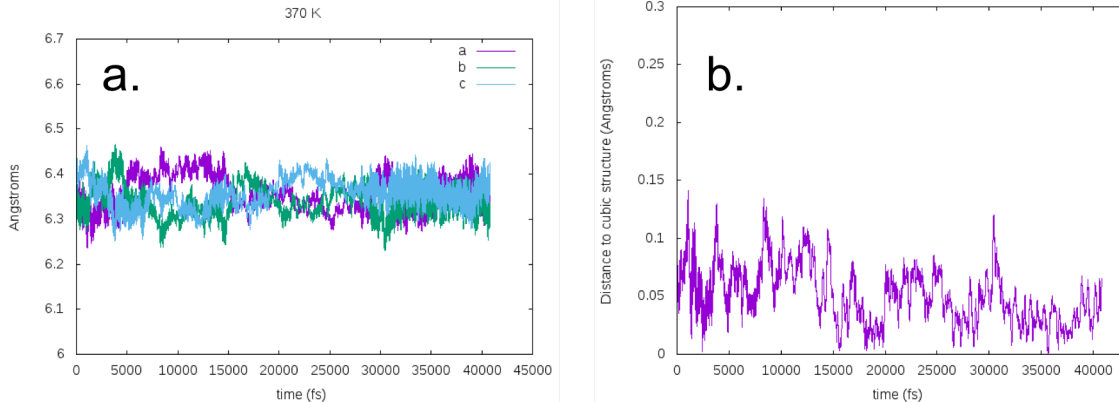 370 K
a.
Angstroms
6.7
6.6
6.5
6.4
6.3
6.2
6.1
6
a
b
c
0 5000 10000 15000 20000 25000 30000 35000 40000 45000
time (fs)
b.
Distance to cubic structure (Angstroms)
0.3
0.25
0.2
0.15
0.1
0.05
0
0 5000 10000 15000 20000 25000 30000 35000 40000
time (fs)